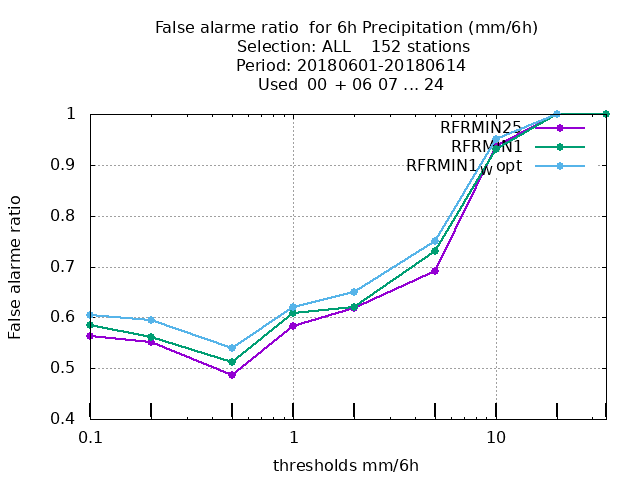 False alarme ratio for 6h Precipitation (mm/6h)
Selection: ALL 152 stations
Period: 20180601-20180614
Used 00 + 06 07 ... 24
1
0.9
0.8
0.7
0.6
0.5
0.4
False alarme ratio
RFRMIN25
RFRMIN1
RFRMIN1w opt
0.1 1 10
thresholds mm/6h